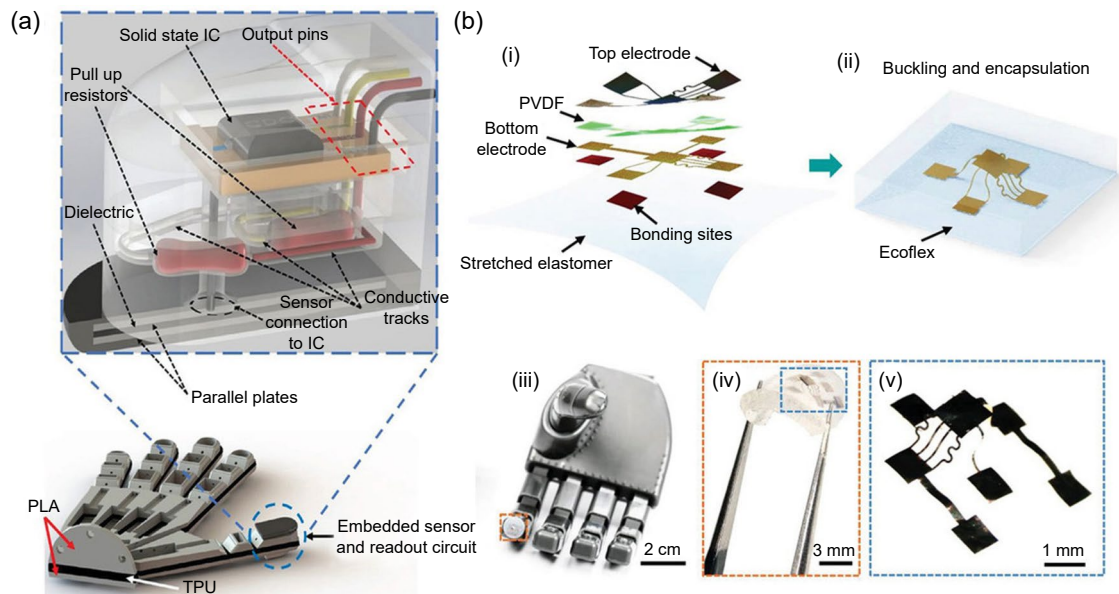 (a)
Solid state IC
Output pins
Pull up
resistors
Dielectric
Sensor
connection
to IC
Conductive
tracks
Parallel plates
PLA
TPU
Embedded sensor
and readout circuit
(b)
(i)
Top electrode
PVDF
Bottom
electrode
Bonding sites
Stretched elastomer
(ii)
Buckling and encapsulation
Ecoflex
(iii)
2 cm
(iv)
3 mm
(v)
1 mm